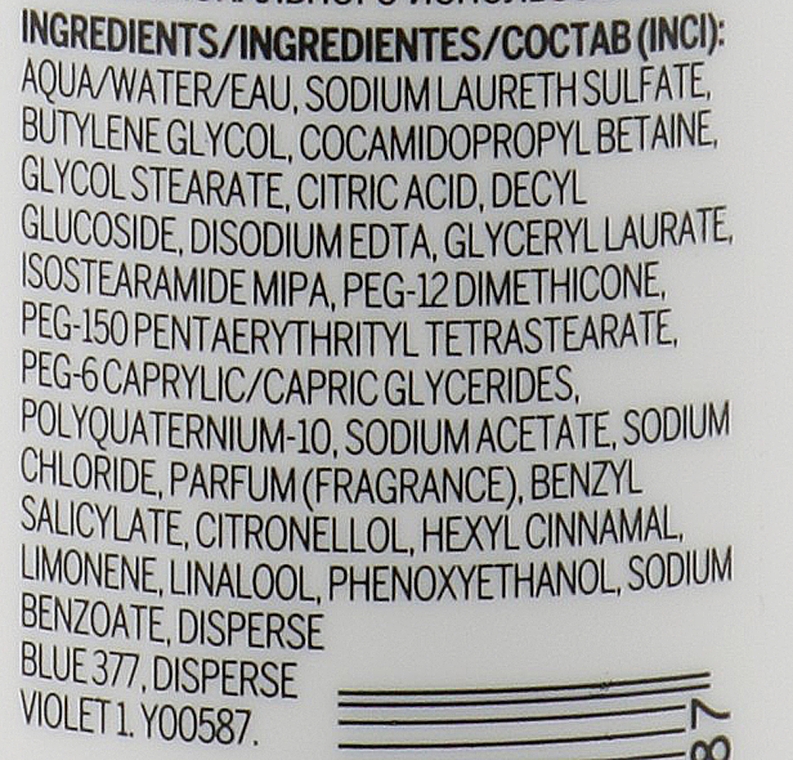 INGREDIENTS/INGREDIENTES/СОСТАВ (INCI):
AQUA/WATER/EAU, SODIUM LAURETH SULFATE,
BUTYLENE GLYCOL, COCAMIDOPROPYL BETAINE,
GLYCOL STEARATE, CITRIC ACID, DECYL
GLUCOSIDE, DISODIUM EDTA, GLYCERYL LAURATE,
ISOSTEARAMIDE MIPA, PEG-12 DIMETHICONE,
PEG-150 PENTAERYTHRITYL TETRASTEARATE,
PEG-6 CAPRYLIC/CAPRIC GLYCERIDES,
POLYQUATERNIUM-10, SODIUM ACETATE, SODIUM
CHLORIDE, PARFUM (FRAGRANCE), BENZYL
SALICYLATE, CITRONELLOL, HEXYL CINNAMAL,
LIMONENE, LINALOOL, PHENOXYETHANOL, SODIUM
BENZOATE, DISPERSE
BLUE 377, DISPERSE
VIOLET 1. Y00587.
87